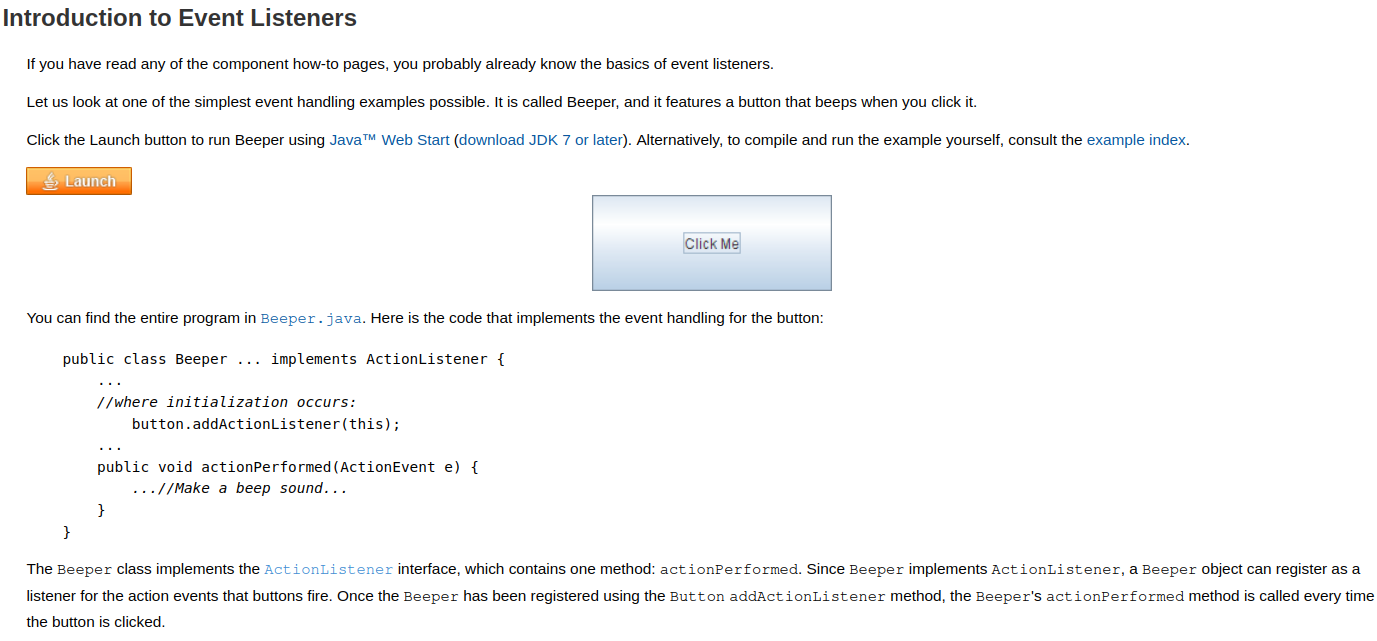 Introduction to Event Listeners
If you have read any of the component how-to pages, you probably already know the basics of event listeners.
Let us look at one of the simplest event handling examples possible. It is called Beeper, and it features a button that beeps when you click it.
Click the Launch button to run Beeper using Java™ Web Start (download JDK 7 or later). Alternatively, to compile and run the example yourself, consult the example index.
Launch
Click Me
You can find the entire program in Beeper.java. Here is the code that implements the event handling for the button:
public class Beeper ... implements ActionListener {
    ...
    //where initialization occurs:
        button.addActionListener(this);
    ...
    public void actionPerformed(ActionEvent e) {
        ...//Make a beep sound...
    }
}
The Beeper class implements the ActionListener interface, which contains one method: actionPerformed. Since Beeper implements ActionListener, a Beeper object can register as a
listener for the action events that buttons fire. Once the Beeper has been registered using the Button addActionListener method, the Beeper's actionPerformed method is called every time
the button is clicked.